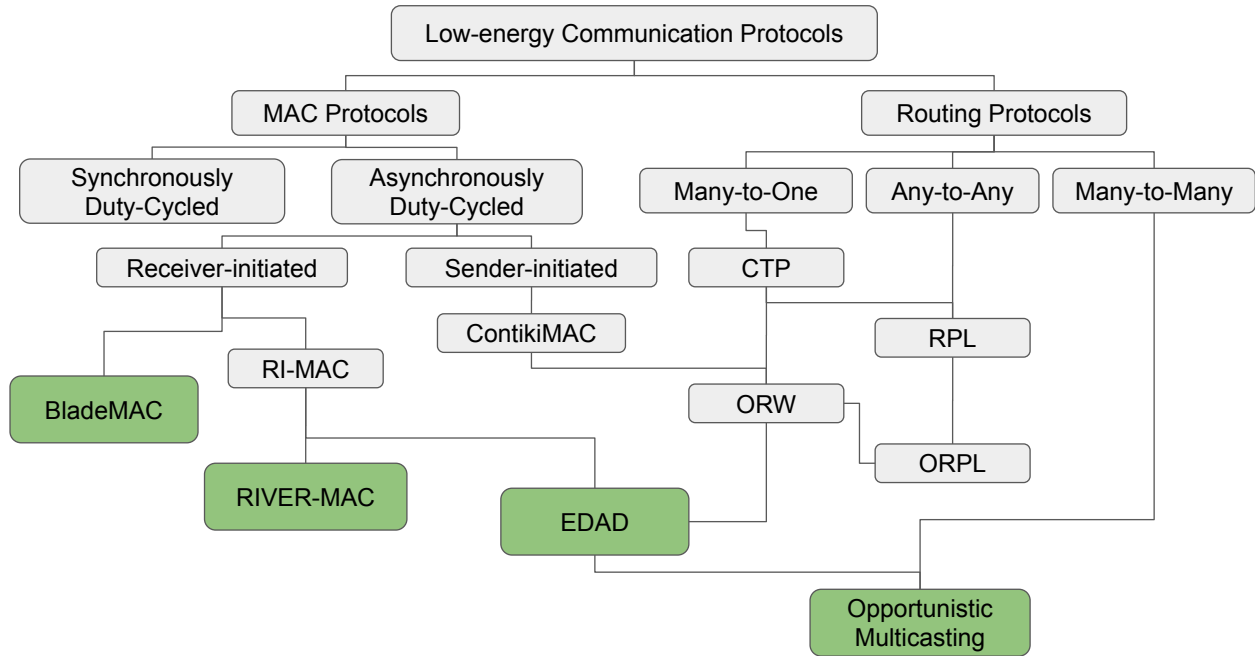 Low-energy Communication Protocols
MAC Protocols
Routing Protocols
Synchronously
Duty-Cycled
Asynchronously
Duty-Cycled
Many-to-One
Any-to-Any
Many-to-Many
Receiver-initiated
Sender-initiated
CTP
ContikiMAC
RPL
RI-MAC
BladeMAC
ORW
ORPL
RIVER-MAC
EDAD
Opportunistic
Multicasting